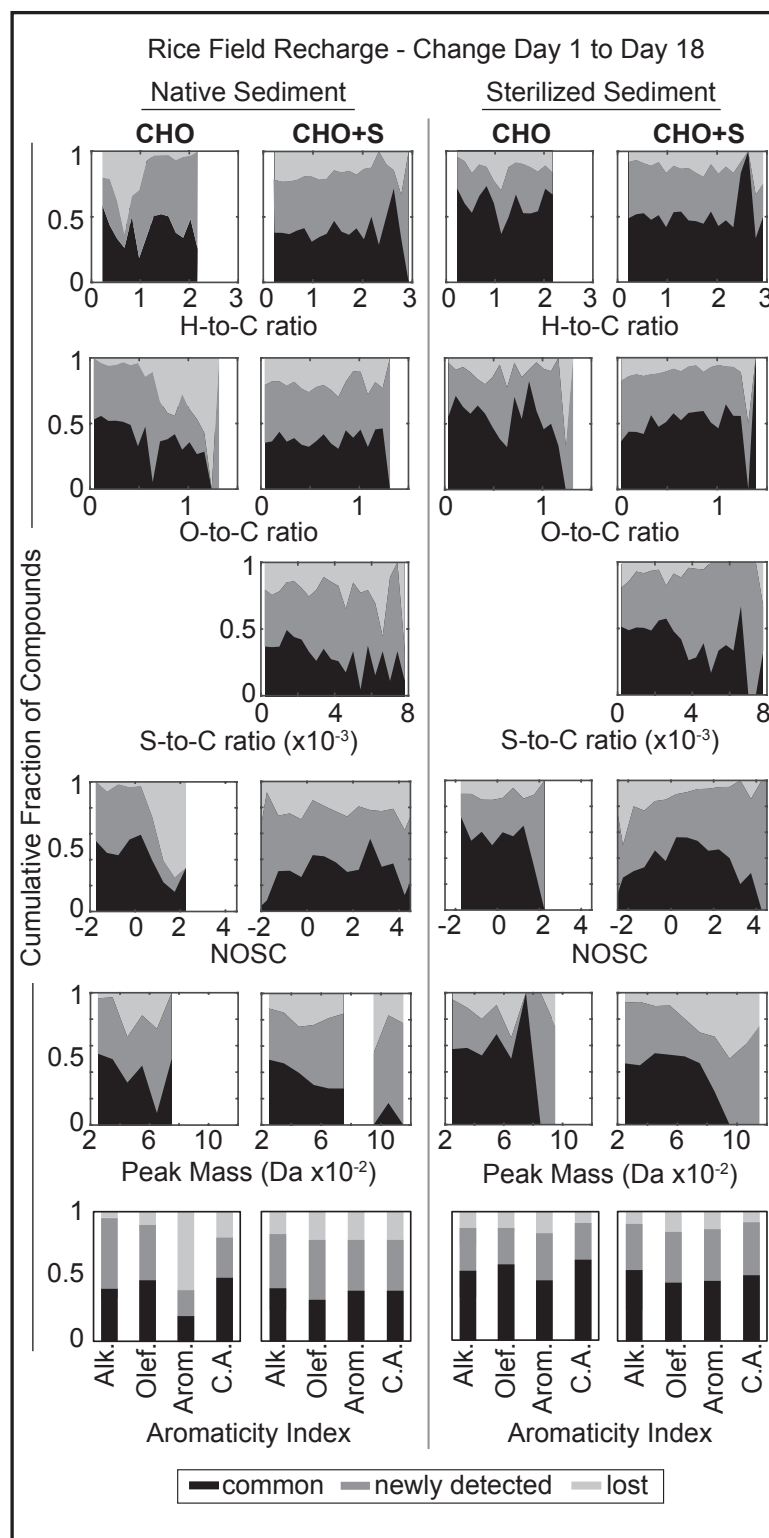 Rice Field Recharge - Change Day 1 to Day 18
Native Sediment Sterilized Sediment
CHO CHO+S CHO CHO+S
Cumulative Fraction of Compounds
1
0.5
0
0 1 2 3 0 1 2 3 0 1 2 3 0 1 2 3
H-to-C ratio H-to-C ratio
1
0.5
0
0 1 0 1 0 1 0 1
O-to-C ratio O-to-C ratio
1 1
0.5 0.5
0 0
0 4 8 0 4 8
S-to-C ratio (x10-3) S-to-C ratio (x10-3)
1
0.5
0
-2 0 2 4 -2 0 2 4 -2 0 2 4 -2 0 2 4
NOSC NOSC
1
0.5
0
2 6 10 2 6 10 2 6 10 2 6 10
Peak Mass (Da x10-2) Peak Mass (Da x10-2)
1
0.5
0
Alk. Olef. Arom. C.A. Alk. Olef. Arom. C.A. Alk. Olef. Arom. C.A. Alk. Olef. Arom. C.A.
Aromaticity Index Aromaticity Index
common newly detected lost